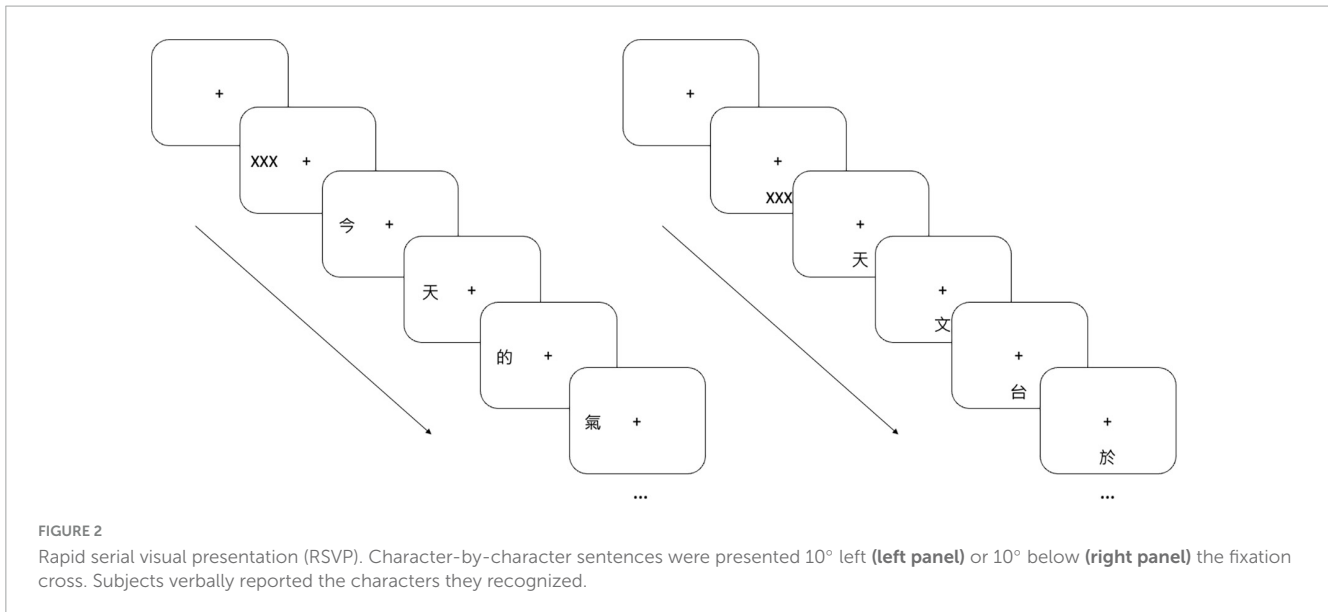 +
XXX +
今 +
天 +
的 +
氣 +
...
+
+
XXX
+
天
+
文
+
台
+
於
...
FIGURE 2
Rapid serial visual presentation (RSVP). Character-by-character sentences were presented 10° left (left panel) or 10° below (right panel) the fixation
cross. Subjects verbally reported the characters they recognized.